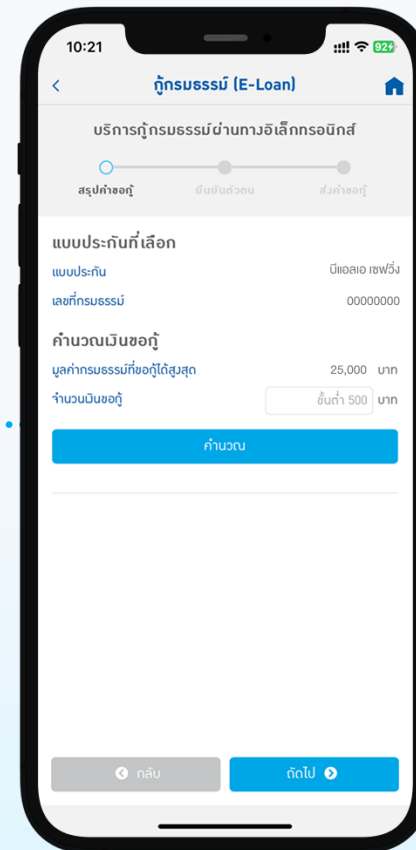 10:21
92
กู้กรมธรรม์ (E-Loan)
บริการกู้กรมธรรม์ผ่านทางอิเล็กทรอนิกส์
สรุปคำขอกู้ ยืนยันตัวตน ส่งคำขอกู้
แบบประกันที่เลือก
แบบประกัน บีแอลเอ เซฟวิ่ง
เลขที่กรมธรรม์ 00000000
คำนวณเงินขอกู้
มูลค่ากรมธรรม์ที่ขอกู้ได้สูงสุด 25,000 บาท
จำนวนเงินขอกู้ ขั้นต่ำ 500 บาท
คำนวณ
กลับ ถัดไป